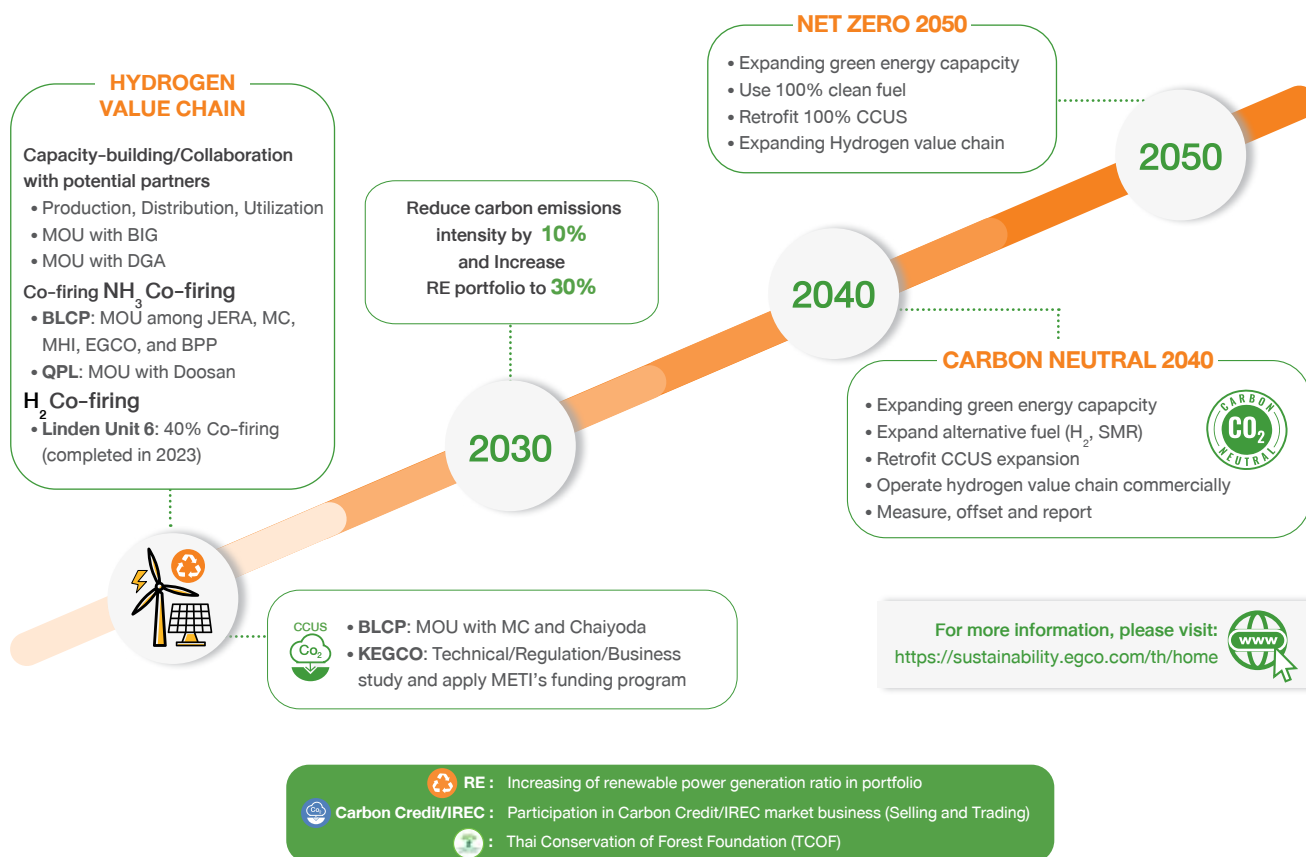 HYDROGEN
VALUE CHAIN
Capacity-building/Collaboration
with potential partners
• Production, Distribution, Utilization
• MOU with BIG
• MOU with DGA
Co-firing NH₃ Co-firing
• BLCP: MOU among JERA, MC,
MHI, EGCO, and BPP
• QPL: MOU with Doosan
H₂ Co-firing
• Linden Unit 6: 40% Co-firing
(completed in 2023)
CCUS
Co₂
• BLCP: MOU with MC and Chaiyoda
• KEGCO: Technical/Regulation/Business
study and apply METI's funding program
Reduce carbon emissions
intensity by 10%
and Increase
RE portfolio to 30%
2030
NET ZERO 2050
• Expanding green energy capapcity
• Use 100% clean fuel
• Retrofit 100% CCUS
• Expanding Hydrogen value chain
2050
2040
CARBON NEUTRAL 2040
• Expanding green energy capapcity
• Expand alternative fuel (H₂, SMR)
• Retrofit CCUS expansion
• Operate hydrogen value chain commercially
• Measure, offset and report
CARBON
CO₂
NEUTRAL
For more information, please visit:
https://sustainability.egco.com/th/home
www
RE : Increasing of renewable power generation ratio in portfolio
Co₂
Carbon Credit/IREC : Participation in Carbon Credit/IREC market business (Selling and Trading)
: Thai Conservation of Forest Foundation (TCOF)